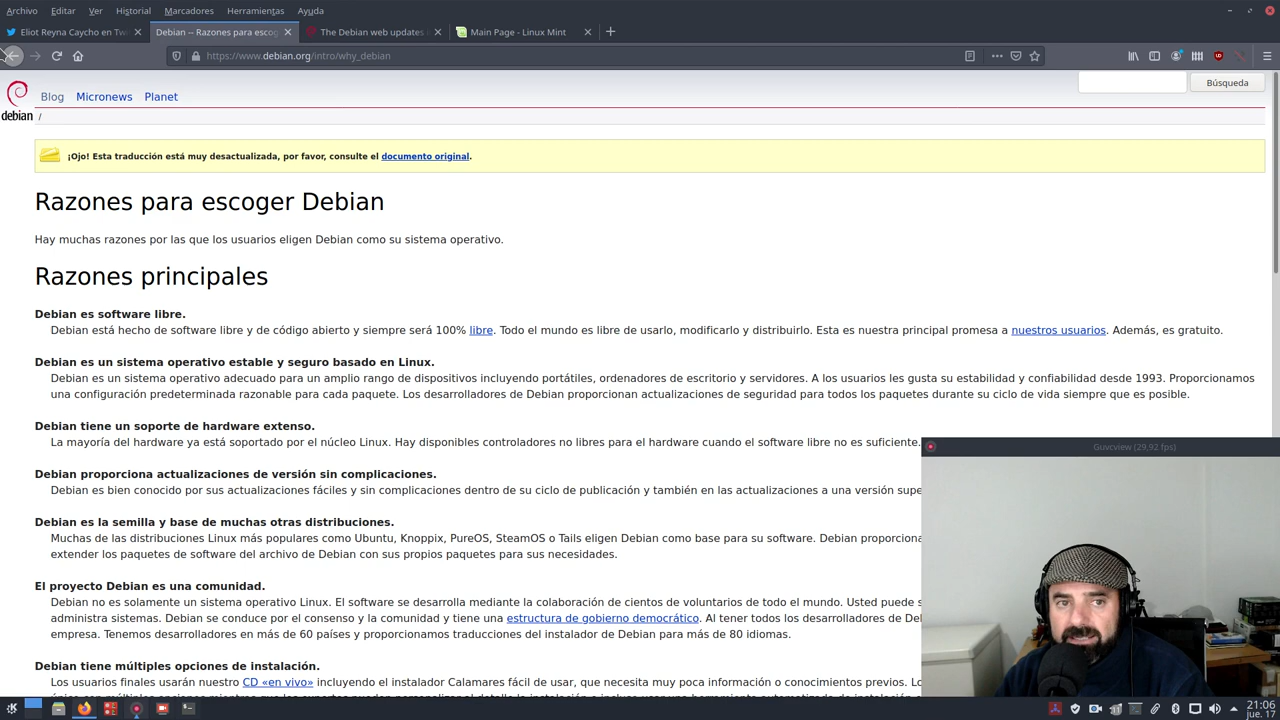 Archivo Editar Ver Historial Marcadores Herramientas Ayuda
Eliot Reyna Caycho en Tw
Debian -- Razones para escog
The Debian web updates
Main Page - Linux Mint
https://www.debian.org/intro/why_debian
Blog Micronews Planet
Búsqueda
debian /
¡Ojo! Esta traducción está muy desactualizada, por favor, consulte el documento original.
Razones para escoger Debian
Hay muchas razones por las que los usuarios eligen Debian como su sistema operativo.
Razones principales
Debian es software libre.
Debian está hecho de software libre y de código abierto y siempre será 100% libre. Todo el mundo es libre de usarlo, modificarlo y distribuirlo. Esta es nuestra principal promesa a nuestros usuarios. Además, es gratuito.
Debian es un sistema operativo estable y seguro basado en Linux.
Debian es un sistema operativo adecuado para un amplio rango de dispositivos incluyendo portátiles, ordenadores de escritorio y servidores. A los usuarios les gusta su estabilidad y confiabilidad desde 1993. Proporcionamos
una configuración predeterminada razonable para cada paquete. Los desarrolladores de Debian proporcionan actualizaciones de seguridad para todos los paquetes durante su ciclo de vida siempre que es posible.
Debian tiene un soporte de hardware extenso.
La mayoría del hardware ya está soportado por el núcleo Linux. Hay disponibles controladores no libres para el hardware cuando el software libre no es suficiente.
Guvcview (29,92 fps)
Debian proporciona actualizaciones de versión sin complicaciones.
Debian es bien conocido por sus actualizaciones fáciles y sin complicaciones dentro de su ciclo de publicación y también en las actualizaciones a una versión supe
Debian es la semilla y base de muchas otras distribuciones.
Muchas de las distribuciones Linux más populares como Ubuntu, Knoppix, PureOS, SteamOS o Tails eligen Debian como base para su software. Debian proporciona
extender los paquetes de software del archivo de Debian con sus propios paquetes para sus necesidades.
El proyecto Debian es una comunidad.
Debian no es solamente un sistema operativo Linux. El software se desarrolla mediante la colaboración de cientos de voluntarios de todo el mundo. Usted puede s
administra sistemas. Debian se conduce por el consenso y la comunidad y tiene una estructura de gobierno democrático. Al tener todos los desarrolladores de De
empresa. Tenemos desarrolladores en más de 60 países y proporcionamos traducciones del instalador de Debian para más de 80 idiomas.
Debian tiene múltiples opciones de instalación.
Los usuarios finales usarán nuestro CD «en vivo» incluyendo el instalador Calamares fácil de usar, que necesita muy poca información o conocimientos previos. Lo
21:06
jue. 17